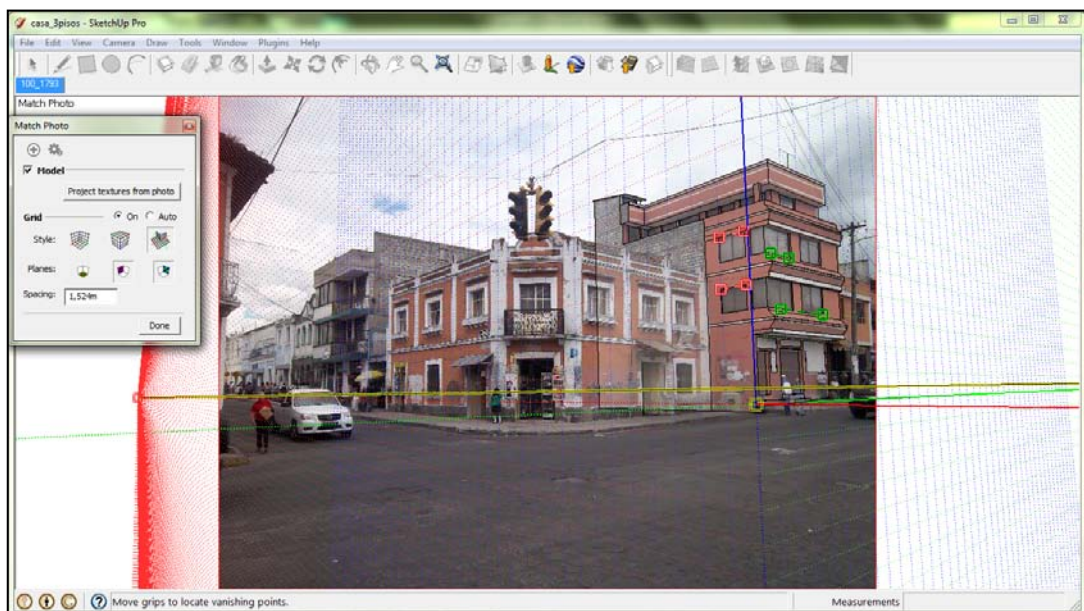 casa_3pisos - SketchUp Pro
File Edit View Camera Draw Tools Window Plugins Help
100_1793
Match Photo
Match Photo
Model
Project textures from photo
Grid On Auto
Style:
Planes:
Spacing: 1,524m
Done
Move grips to locate vanishing points.
Measurements